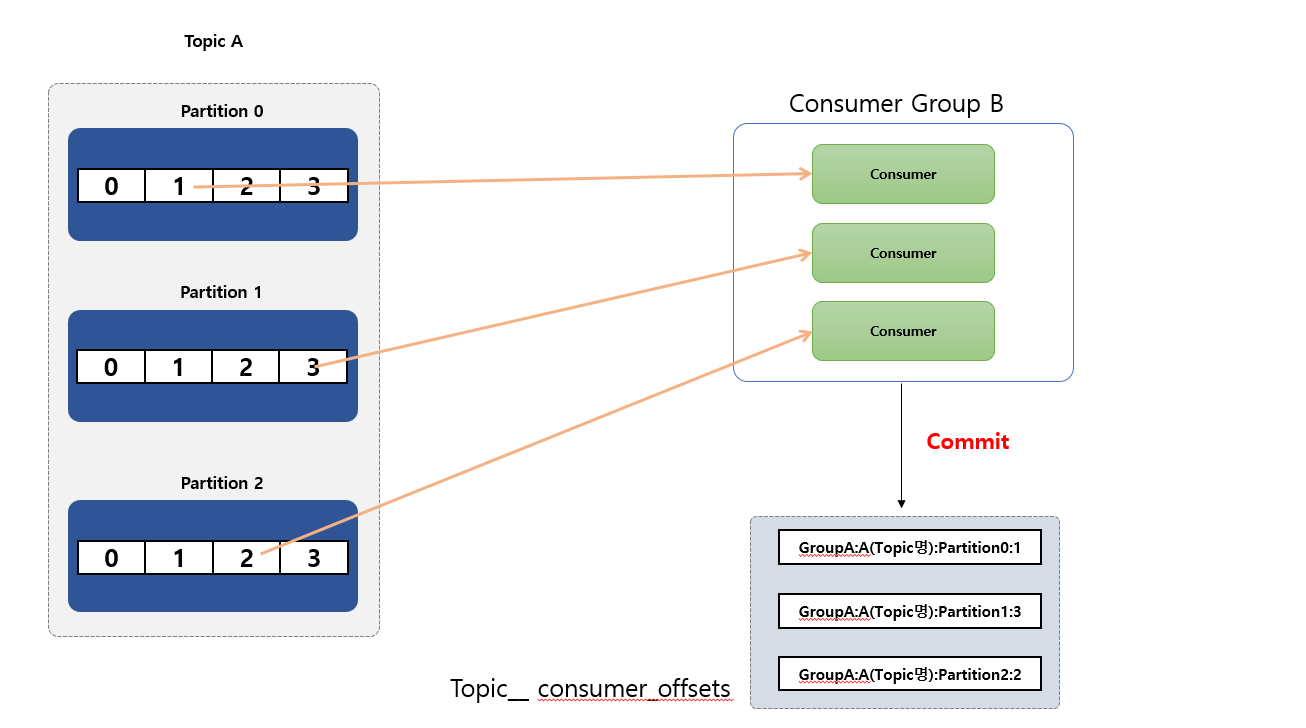 Topic A
Partition 0
0 1 2 3
Partition 1
0 1 2 3
Partition 2
0 1 2 3
Consumer Group B
Consumer
Consumer
Consumer
Commit
GroupA:A(Topic명):Partition0:1
GroupA:A(Topic명):Partition1:3
GroupA:A(Topic명):Partition2:2
Topic__ consumer_offsets